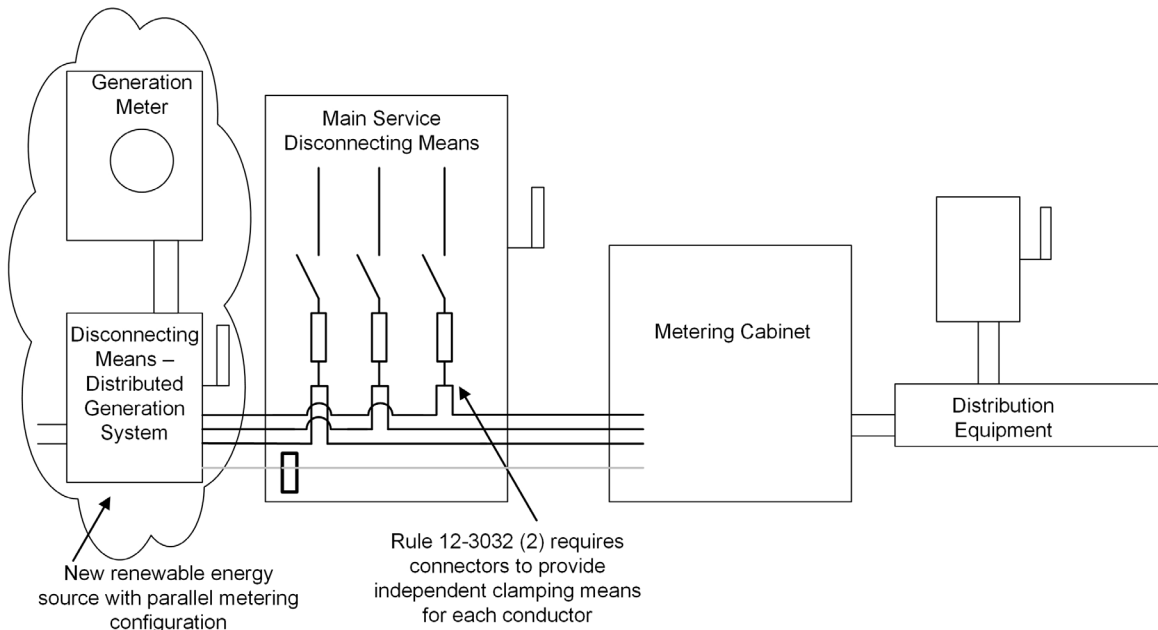 Generation
Meter
Main Service
Disconnecting Means
Disconnecting
Means –
Distributed
Generation
System
Metering Cabinet
Distribution
Equipment
New renewable energy
source with parallel metering
configuration
Rule 12-3032 (2) requires
connectors to provide
independent clamping means
for each conductor